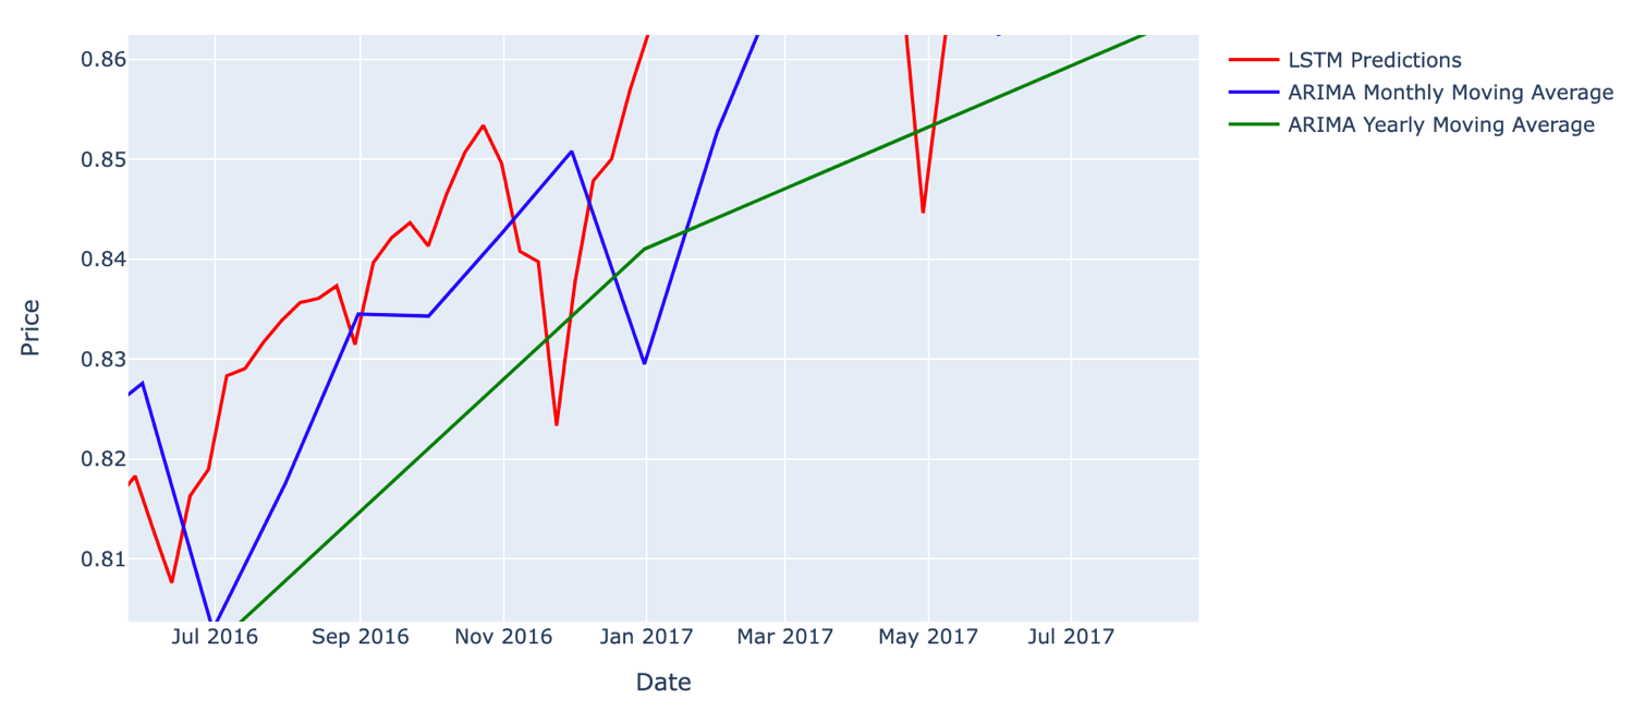 0.86
0.85
0.84
0.83
0.82
0.81
Price
Jul 2016
Sep 2016
Nov 2016
Jan 2017
Mar 2017
May 2017
Jul 2017
Date
LSTM Predictions
ARIMA Monthly Moving Average
ARIMA Yearly Moving Average